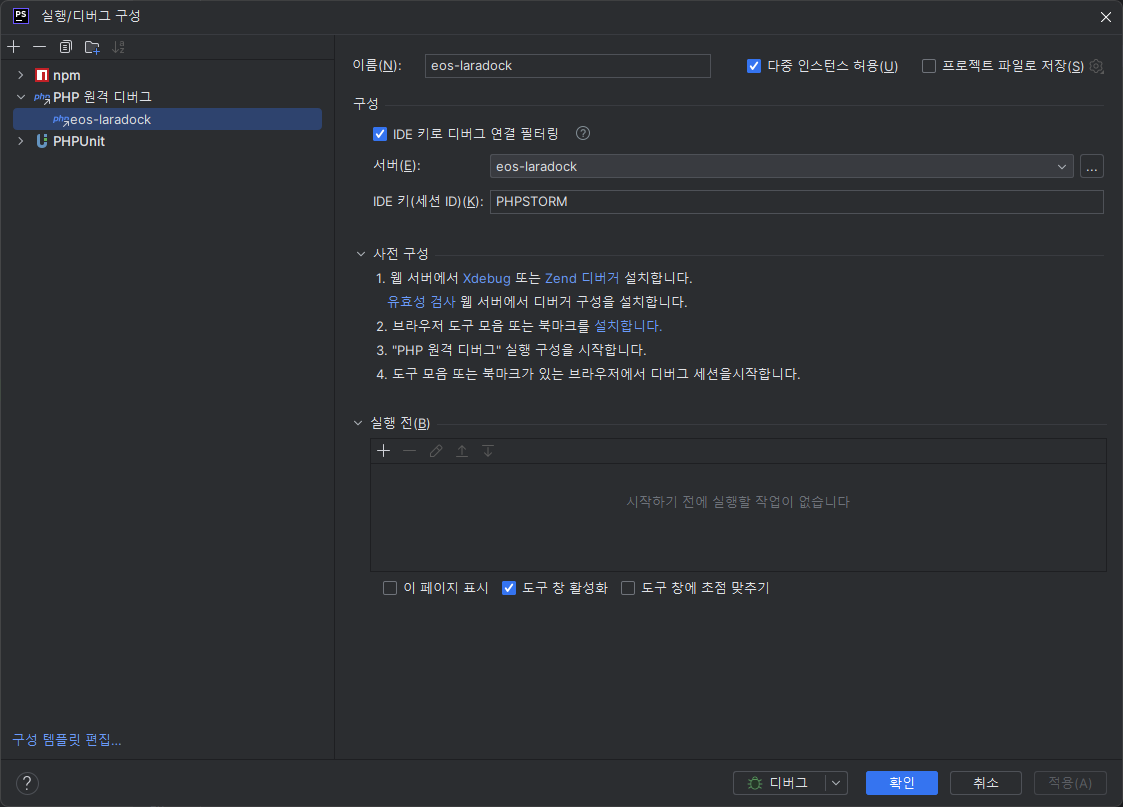 PS 실행/디버그 구성
npm
php PHP 원격 디버그
php eos-laradock
PHPUnit
구성 템플릿 편집...
이름(N): eos-laradock 다중 인스턴스 허용(U) 프로젝트 파일로 저장(S)
구성
IDE 키로 디버그 연결 필터링 ?
서버(E): eos-laradock ...
IDE 키(세션 ID)(K): PHPSTORM
사전 구성
1. 웹 서버에서 Xdebug 또는 Zend 디버거 설치합니다.
유효성 검사 웹 서버에서 디버거 구성을 설치합니다.
2. 브라우저 도구 모음 또는 북마크를 설치합니다.
3. "PHP 원격 디버그" 실행 구성을 시작합니다.
4. 도구 모음 또는 북마크가 있는 브라우저에서 디버그 세션을시작합니다.
실행 전(B)
시작하기 전에 실행할 작업이 없습니다
이 페이지 표시 도구 창 활성화 도구 창에 초점 맞추기
? 디버그 확인 취소 적용(A)